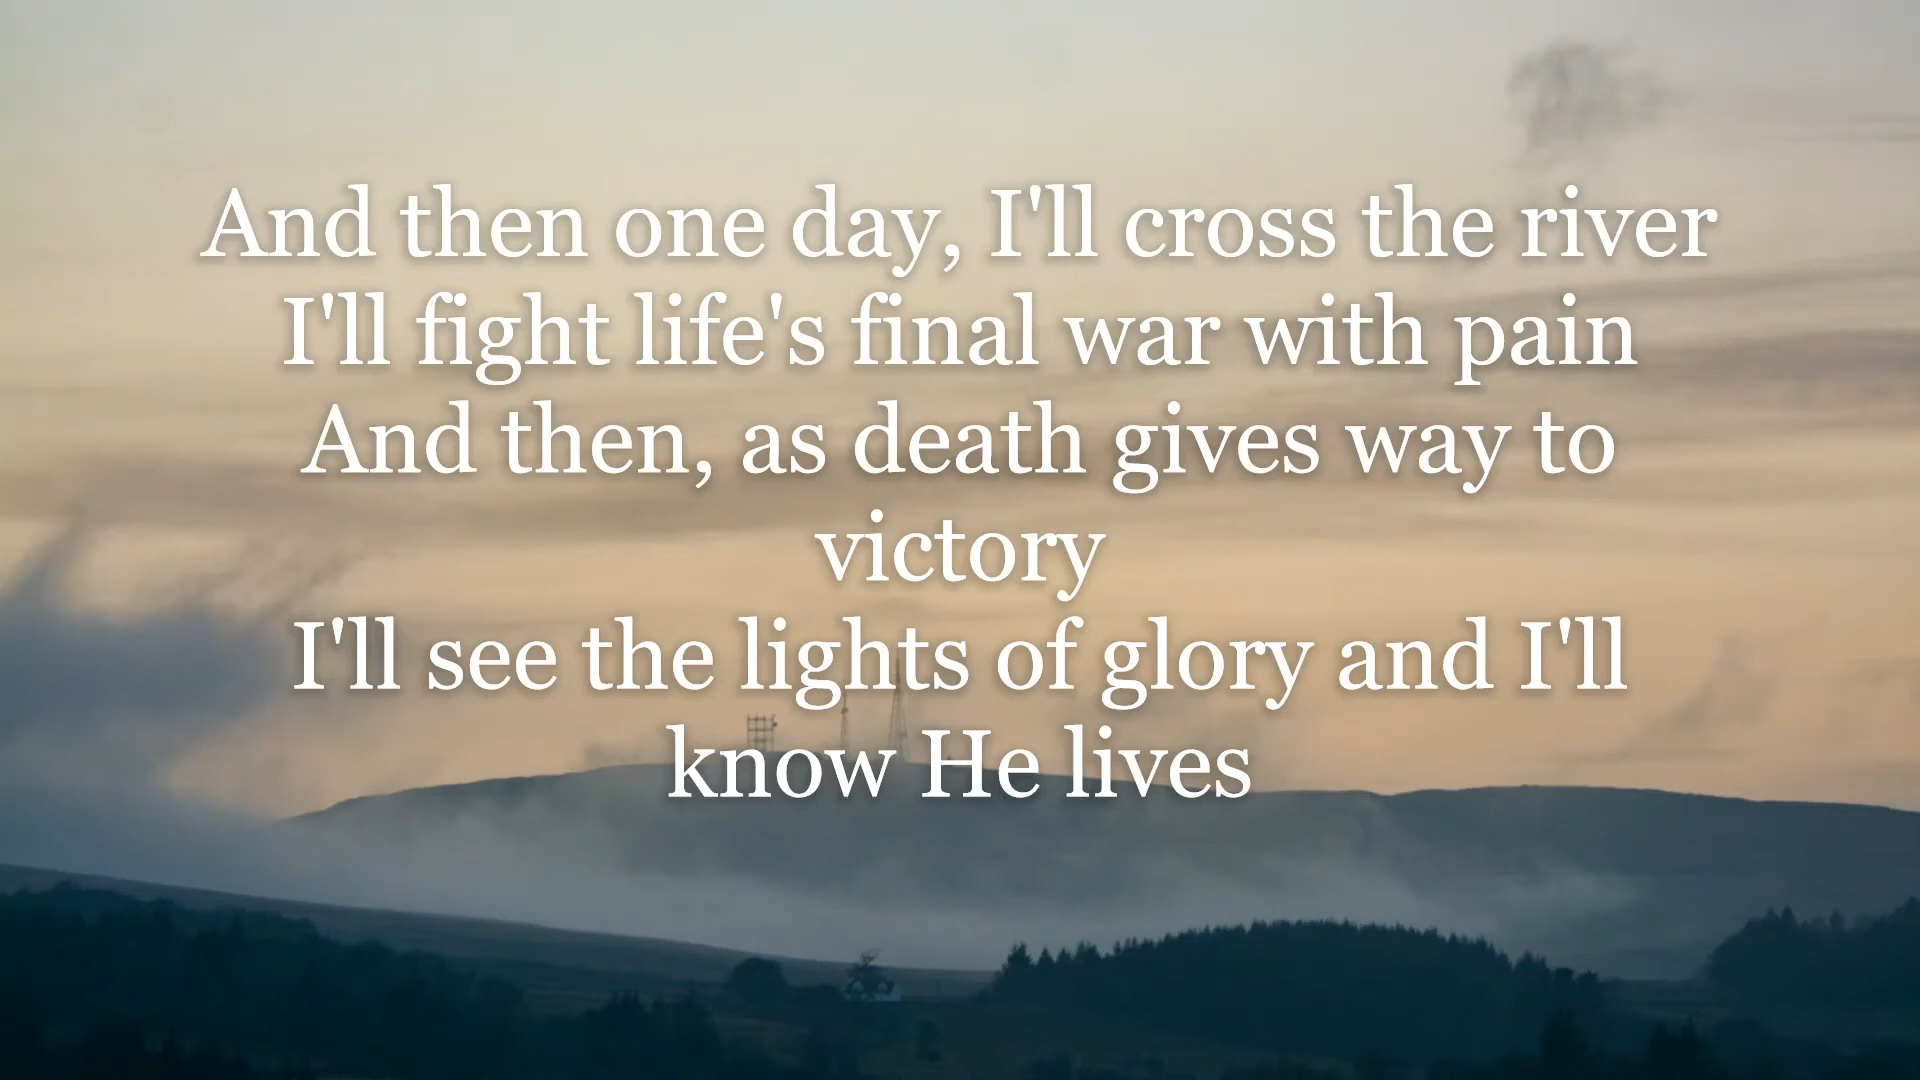 And then one day, I'll cross the river
I'll fight life's final war with pain
And then, as death gives way to
victory
I'll see the lights of glory and I'll
know He lives